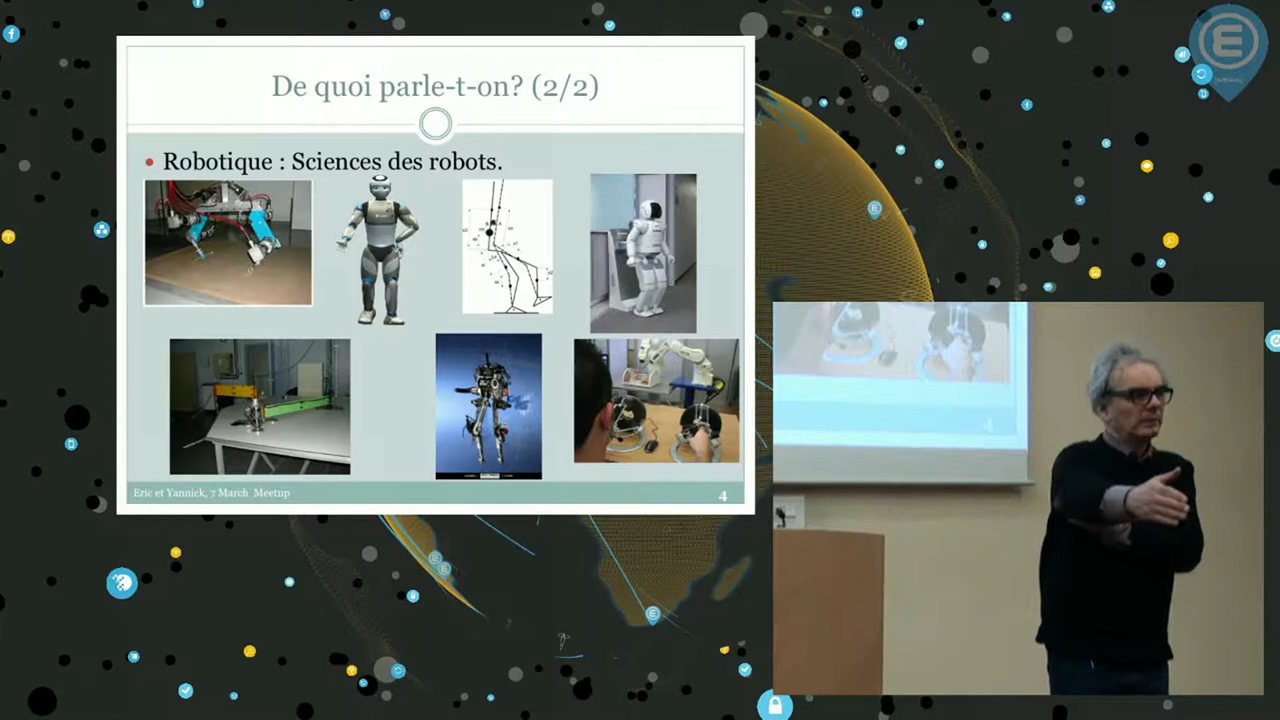 De quoi parle-t-on? (2/2)
Robotique : Sciences des robots.
Eric et Yannick, 7 March Meetup
4